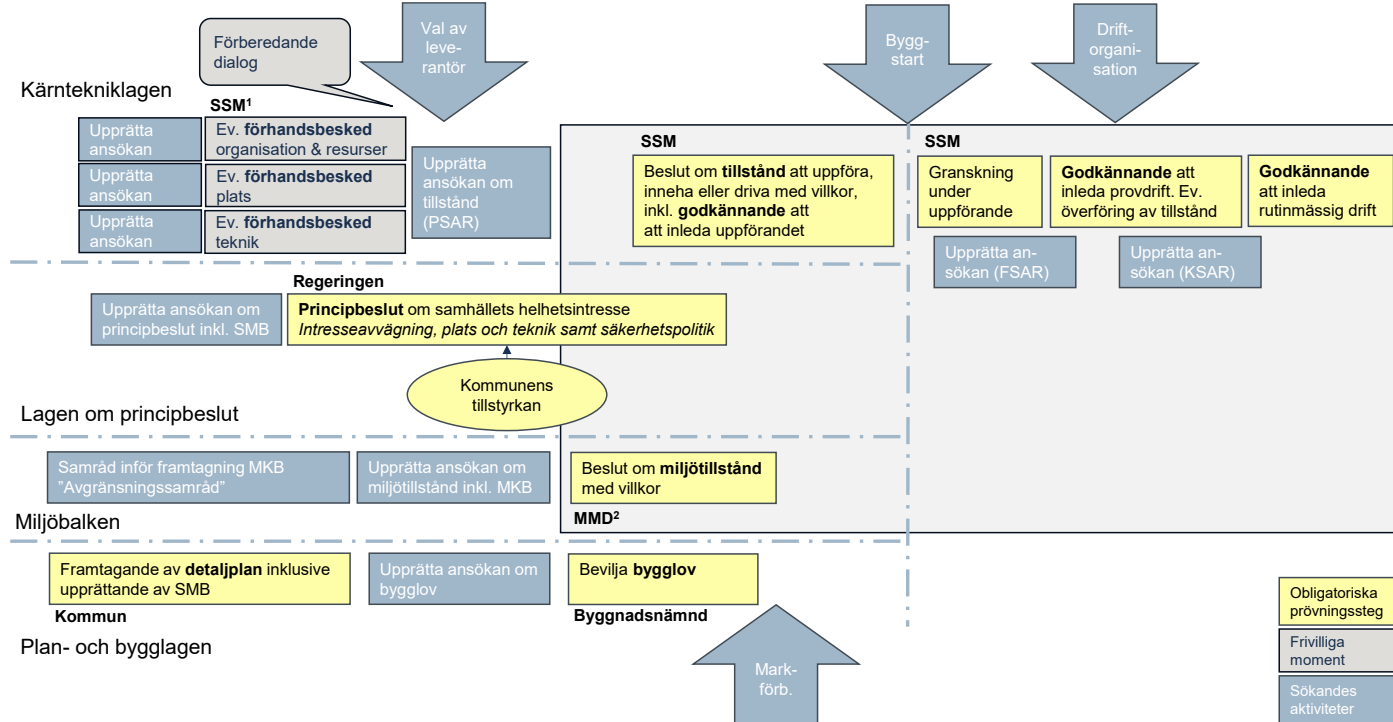 Förberedande
dialog
Val av
leve-
rantör
Bygg-
start
Drift-
organi-
sation
Kärntekniklagen
SSM¹
Upprätta
ansökan
Ev. förhandsbesked
organisation & resurser
Upprätta
ansökan
Ev. förhandsbesked
plats
Upprätta
ansökan
Ev. förhandsbesked
teknik
Upprätta
ansökan om
tillstånd
(PSAR)
SSM
Beslut om tillstånd att uppföra,
inneha eller driva med villkor,
inkl. godkännande att
att inleda uppförandet
SSM
Granskning
under
uppförande
Godkännande att
inleda provdrift. Ev.
överföring av tillstånd
Godkännande
att inleda
rutinmässig drift
Upprätta an-
sökan (FSAR)
Upprätta an-
sökan (KSAR)
Regeringen
Upprätta ansökan om
principbeslut inkl. SMB
Principbeslut om samhällets helhetsintresse
Intresseavvägning, plats och teknik samt säkerhetspolitik
Kommunens
tillstyrkan
Lagen om principbeslut
Samråd inför framtagning MKB
"Avgränsningssamråd"
Upprätta ansökan om
miljötillstånd inkl. MKB
Beslut om miljötillstånd
med villkor
MMD²
Miljöbalken
Framtagande av detaljplan inklusive
upprättande av SMB
Kommun
Upprätta ansökan om
bygglov
Bevilja bygglov
Byggnadsnämnd
Plan- och bygglagen
Mark-
förb.
Obligatoriska
prövningssteg
Frivilliga
moment
Sökandes
aktiviteter